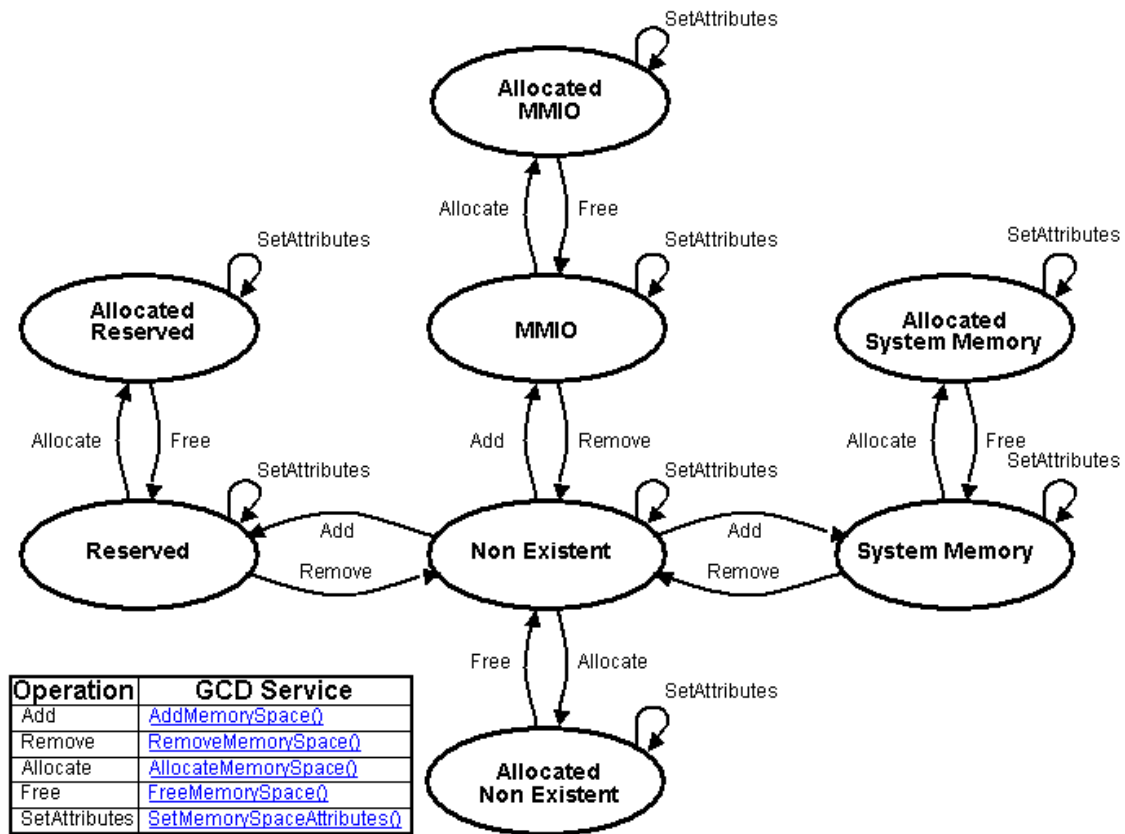 SetAttributes
Allocated
MMIO
Allocate
Free
SetAttributes
SetAttributes
SetAttributes
Allocated
Reserved
MMIO
Allocated
System Memory
Allocate
Free
Add
Remove
Allocate
Free
SetAttributes
SetAttributes
SetAttributes
Reserved
Add
Remove
Non Existent
Add
Remove
System Memory
Free
Allocate
SetAttributes
Allocated
Non Existent
Operation GCD Service
Add AddMemorySpace()
Remove RemoveMemorySpace()
Allocate AllocateMemorySpace()
Free FreeMemorySpace()
SetAttributes SetMemorySpaceAttributes()